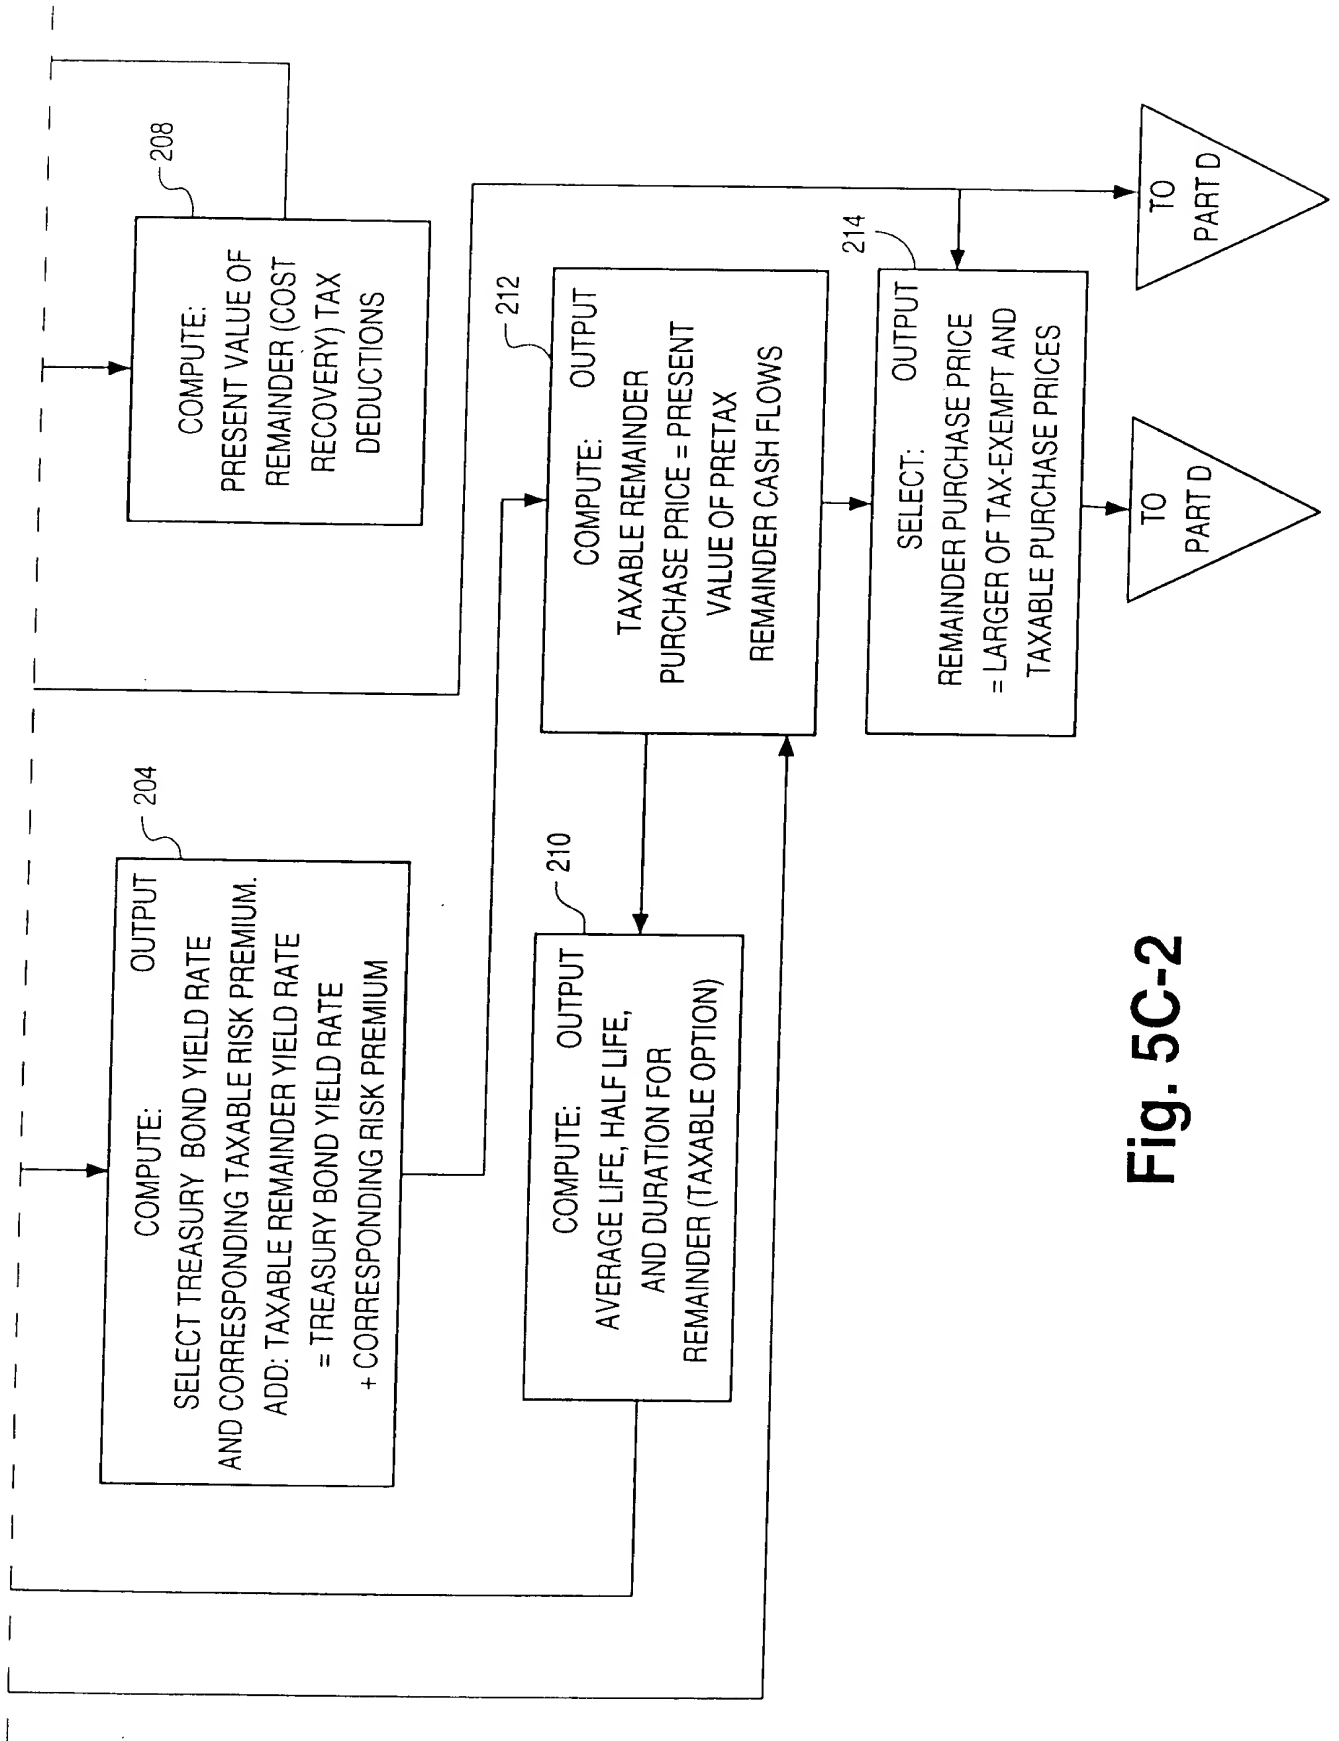 204
COMPUTE: OUTPUT
SELECT TREASURY BOND YIELD RATE
AND CORRESPONDING TAXABLE RISK PREMIUM.
ADD: TAXABLE REMAINDER YIELD RATE
= TREASURY BOND YIELD RATE
+ CORRESPONDING RISK PREMIUM
208
COMPUTE:
PRESENT VALUE OF
REMAINDER (COST
RECOVERY) TAX
DEDUCTIONS
210
COMPUTE: OUTPUT
AVERAGE LIFE, HALF LIFE,
AND DURATION FOR
REMAINDER (TAXABLE OPTION)
212
COMPUTE: OUTPUT
TAXABLE REMAINDER
PURCHASE PRICE = PRESENT
VALUE OF PRETAX
REMAINDER CASH FLOWS
214
SELECT: OUTPUT
REMAINDER PURCHASE PRICE
= LARGER OF TAX-EXEMPT AND
TAXABLE PURCHASE PRICES
TO
PART D
TO
PART D
Fig. 5C-2